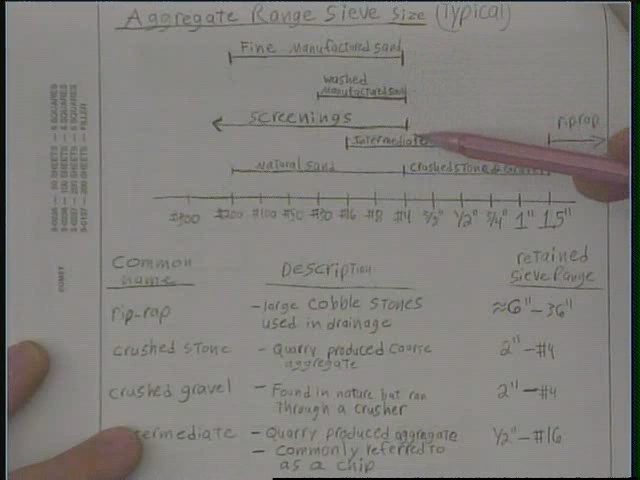 Aggregate Range Sieve Size (Typical)
Fine Manufactured sand
washed
Manufactured sand
screenings
rip rap
Intermediate
Natural sand
crushed stone & Gravel
#200 #100 #50 #30 #16 #8 #4 1/2" 3/4" 1" 1.5"
Common name
Description
retained
Sieve Range
rip-rap
-large cobble stones
used in drainage
≈6"-36"
crushed stone
- Quarry produced coarse
aggregate
2"-#4
crushed gravel
- Found in nature but ran
through a crusher
2"-#4
termediate
- Quarry produced aggregate
- Commonly referred to
as a chip
1/2"-#16
COMET